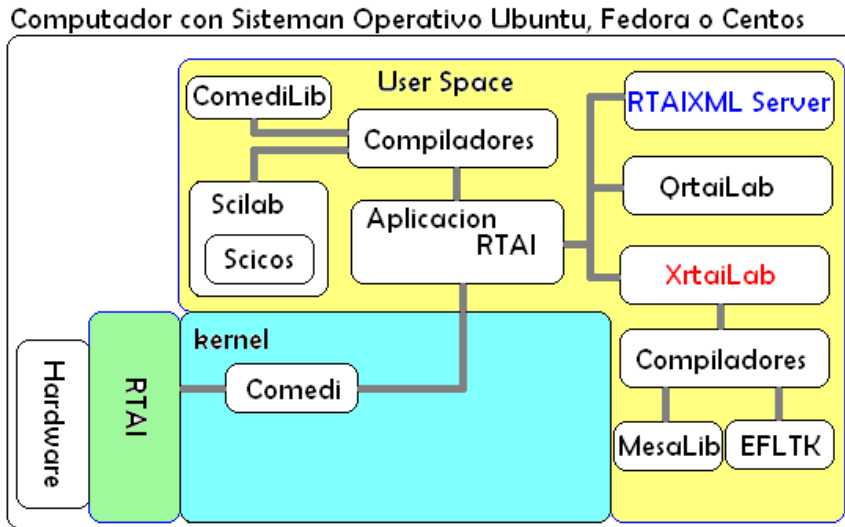 Computador con Sisteman Operativo Ubuntu, Fedora o Centos
User Space
ComediLib
Compiladores
RTAIXML Server
Scilab
Scicos
Aplicacion
RTAI
QrtaiLab
XrtaiLab
kernel
Comedi
Hardware
RTAI
Compiladores
MesaLib
EFLTK